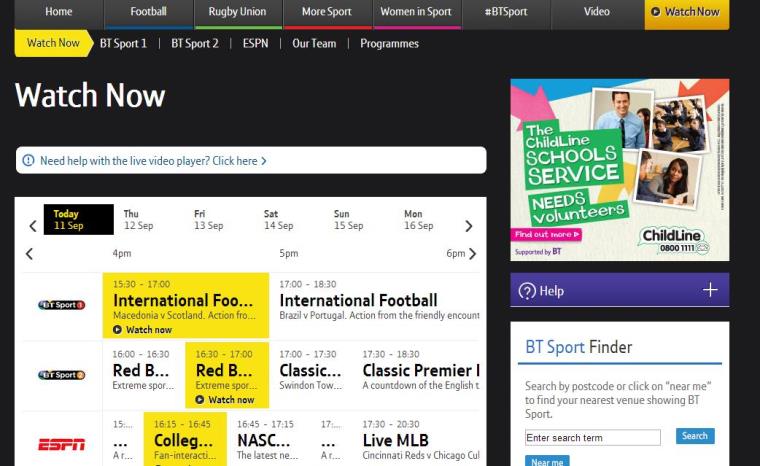 Home
Football
Rugby Union
More Sport
Women in Sport
#BTSport
Video
Watch Now
Watch Now
BT Sport 1
BT Sport 2
ESPN
Our Team
Programmes
Watch Now
Need help with the live video player? Click here
Today
11 Sep
Thu
12 Sep
Fri
13 Sep
Sat
14 Sep
Sun
15 Sep
Mon
16 Sep
4pm
5pm
6pm
BT Sport 1
15:30 - 17:00
International Foo...
Macedonia v Scotland. Action fro...
Watch now
17:00 - 18:30
International Football
Brazil v Portugal. Action from the friendly encount
BT Sport 2
16:00 - 16:30
Red B...
Extreme spor...
16:30 - 17:00
Red B...
Extreme spor...
Watch now
17:00 - 17:30
Classic...
Swindon Tow...
17:30 - 18:30
Classic Premier l
A countdown of the English t
ESPN
15:...
...
A r...
16:15 - 16:45
Colleg...
Fan-interacti...
16:45 - 17:15
NASC...
The latest ne...
17:...
...
A r...
17:30 - 20:30
Live MLB
Cincinnati Reds v Chicago Cul
The ChildLine
SCHOOLS
SERVICE
NEEDS
volunteers
Find out more
Supported by BT
ChildLine
0800 1111
Help
BT Sport Finder
Search by postcode or click on "near me"
to find your nearest venue showing BT
Sport.
Enter search term
Search
Near me